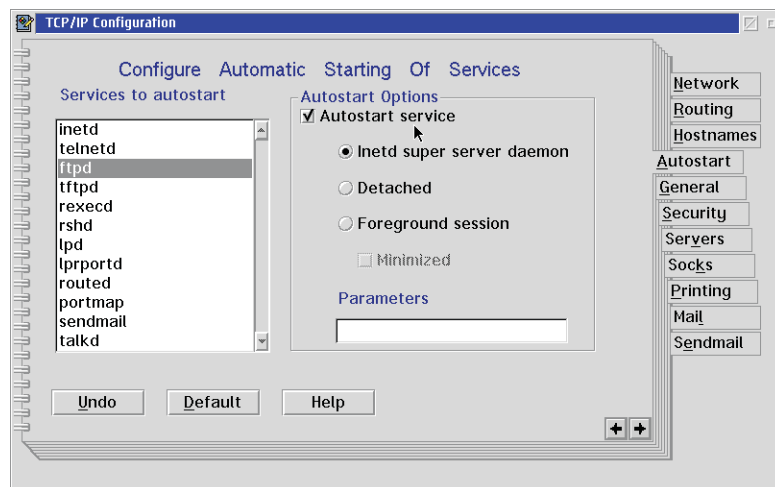 TCP/IP Configuration
Configure Automatic Starting Of Services
Services to autostart
inetd
telnetd
ftpd
tftpd
rexecd
rshd
lpd
lprportd
routed
portmap
sendmail
talkd
Autostart Options
Autostart service
Inetd super server daemon
Detached
Foreground session
Minimized
Parameters
Undo
Default
Help
Network
Routing
Hostnames
Autostart
General
Security
Servers
Socks
Printing
Mail
Sendmail